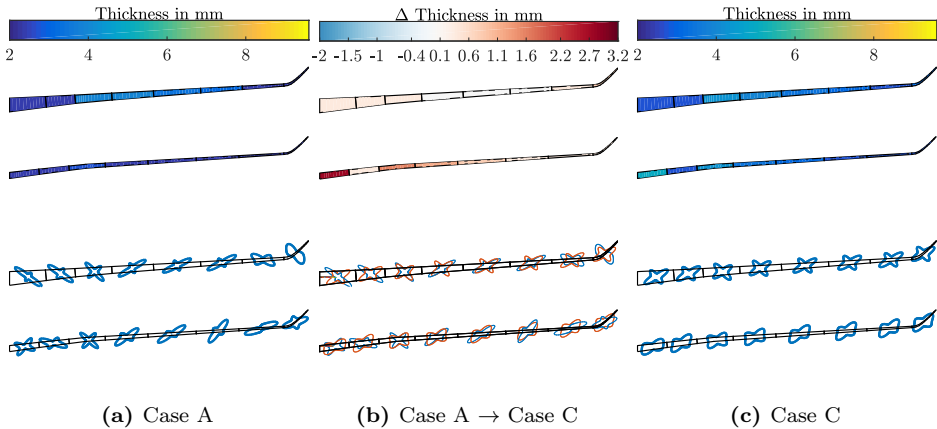 Thickness in mm
2 4 6 8
Δ Thickness in mm
-2 -1.5 -1 -0.4 0.1 0.6 1.1 1.6 2.2 2.7 3.2
Thickness in mm
2 4 6 8
(a) Case A
(b) Case A → Case C
(c) Case C